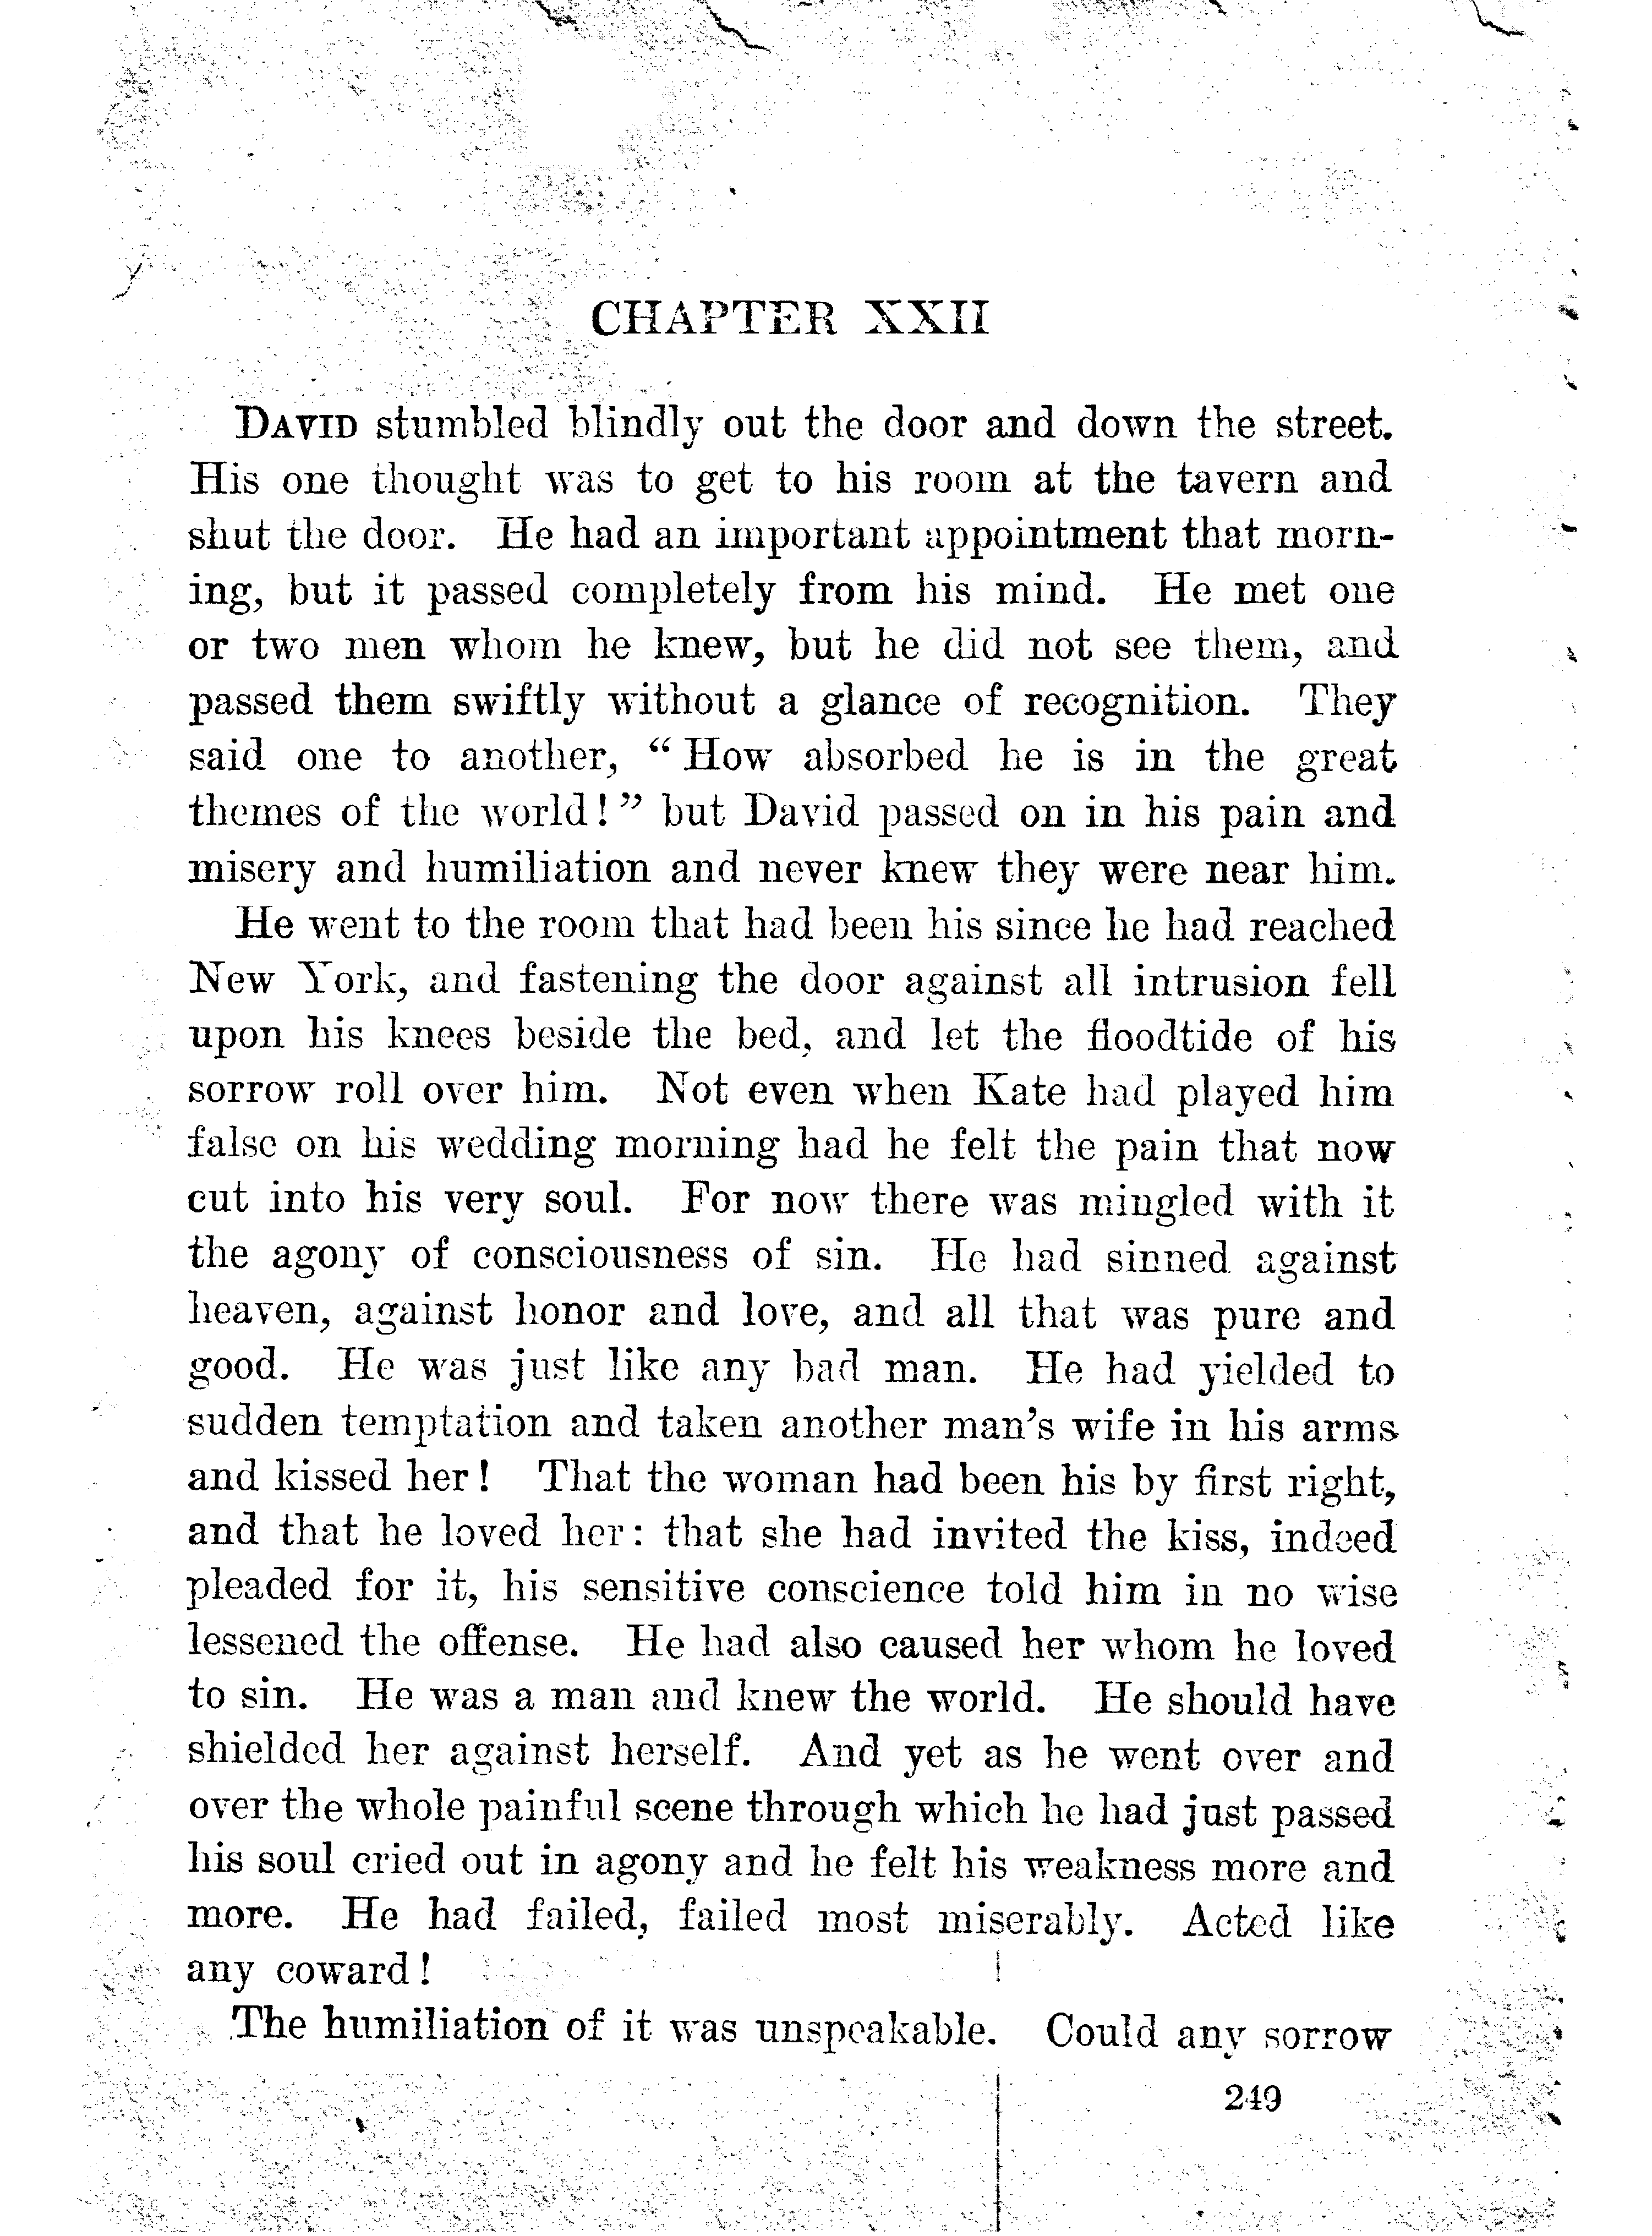 CHAPTER XXII
DAVID stumbled blindly out the door and down the street.
His one thought was to get to his room at the tavern and
shut the door. He had an important appointment that morn-
ing, but it passed completely from his mind. He met one
or two men whom he knew, but he did not see them, and
passed them swiftly without a glance of recognition. They
said one to another, “ How absorbed he is in the great
themes of the world! ” but David passed on in his pain and
misery and humiliation and never knew they were near him.
He went to the room that had been his since he had reached
New York, and fastening the door against all intrusion fell
upon his knees beside the bed, and let the floodtide of his
sorrow roll over him. Not even when Kate had played him
false on his wedding morning had he felt the pain that now
cut into his very soul. For now there was mingled with it
the agony of consciousness of sin. He had sinned against
heaven, against honor and love, and all that was pure and
good. He was just like any bad man. He had yielded to
sudden temptation and taken another man’s wife in his arms
and kissed her! That the woman had been his by first right,
and that he loved her: that she had invited the kiss, indeed
pleaded for it, his sensitive conscience told him in no wise
lessened the offense. He had also caused her whom he loved
to sin. He was a man and knew the world. He should have
shielded her against herself. And yet as he went over and
over the whole painful scene through which he had just passed
his soul cried out in agony and he felt his weakness more and
more. He had failed, failed most miserably. Acted like
any coward!
The humiliation of it was unspeakable. Could any sorrow
249